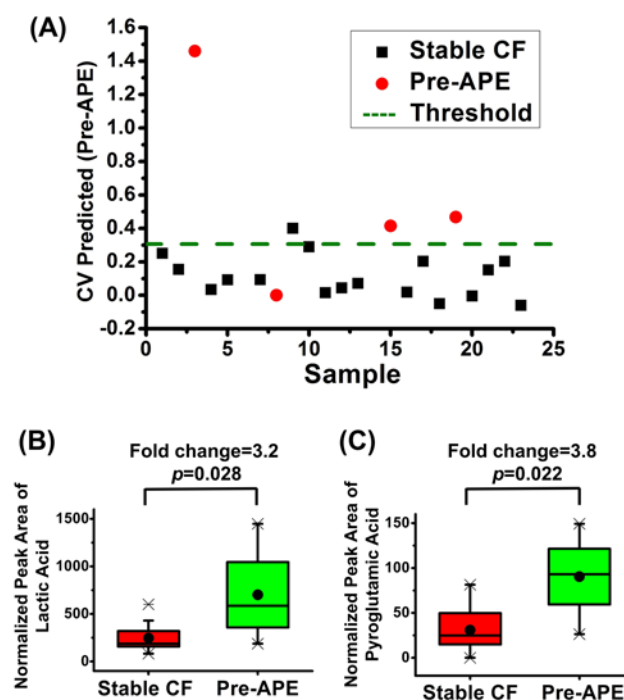 (A)
CV Predicted (Pre-APE)
1.6
1.4
1.2
1.0
0.8
0.6
0.4
0.2
0.0
-0.2
Stable CF
Pre-APE
Threshold
0 5 10 15 20 25
Sample
(B)
Fold change=3.2
p=0.028
Normalized Peak Area of
Lactic Acid
1500
1000
500
0
Stable CF Pre-APE
(C)
Fold change=3.8
p=0.022
Normalized Peak Area of
Pyroglutamic Acid
150
100
50
0
Stable CF Pre-APE